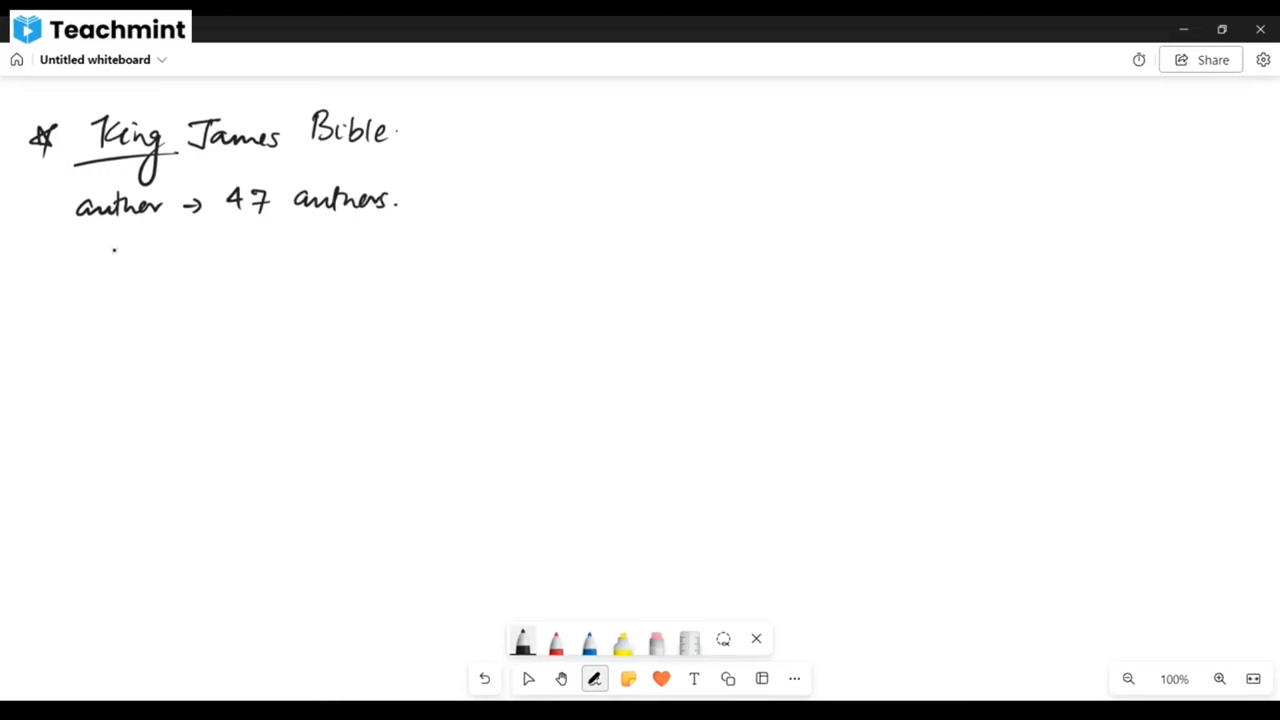 Teachmint
Untitled whiteboard
Share
☆ King James Bible.
auther → 47 authers.
T
100%